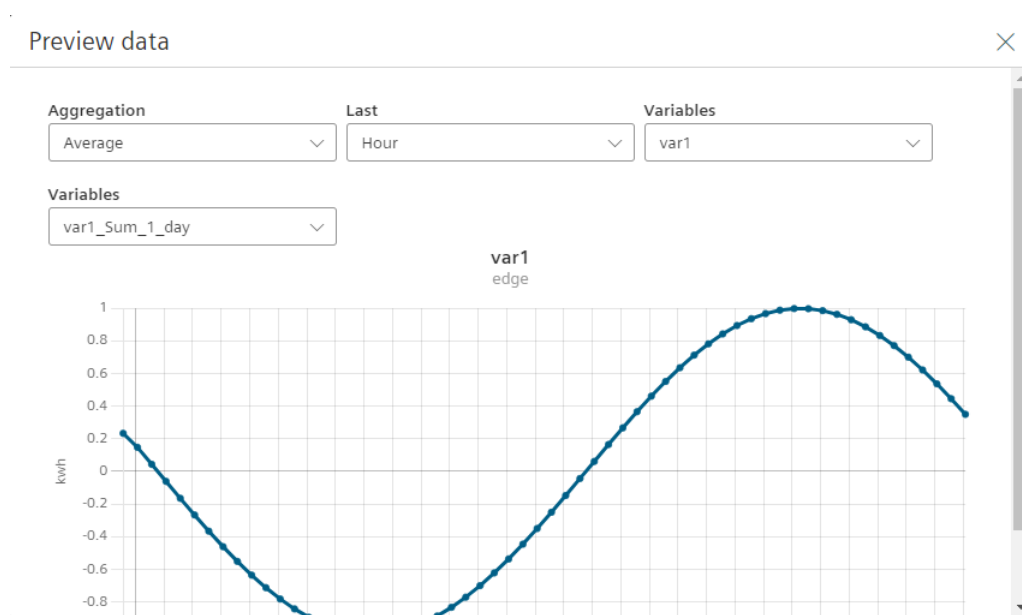 Preview data
Aggregation
Last
Variables
Average
Hour
var1
Variables
var1_Sum_1_day
var1
edge
1
0.8
0.6
0.4
0.2
0
-0.2
-0.4
-0.6
-0.8
kwh